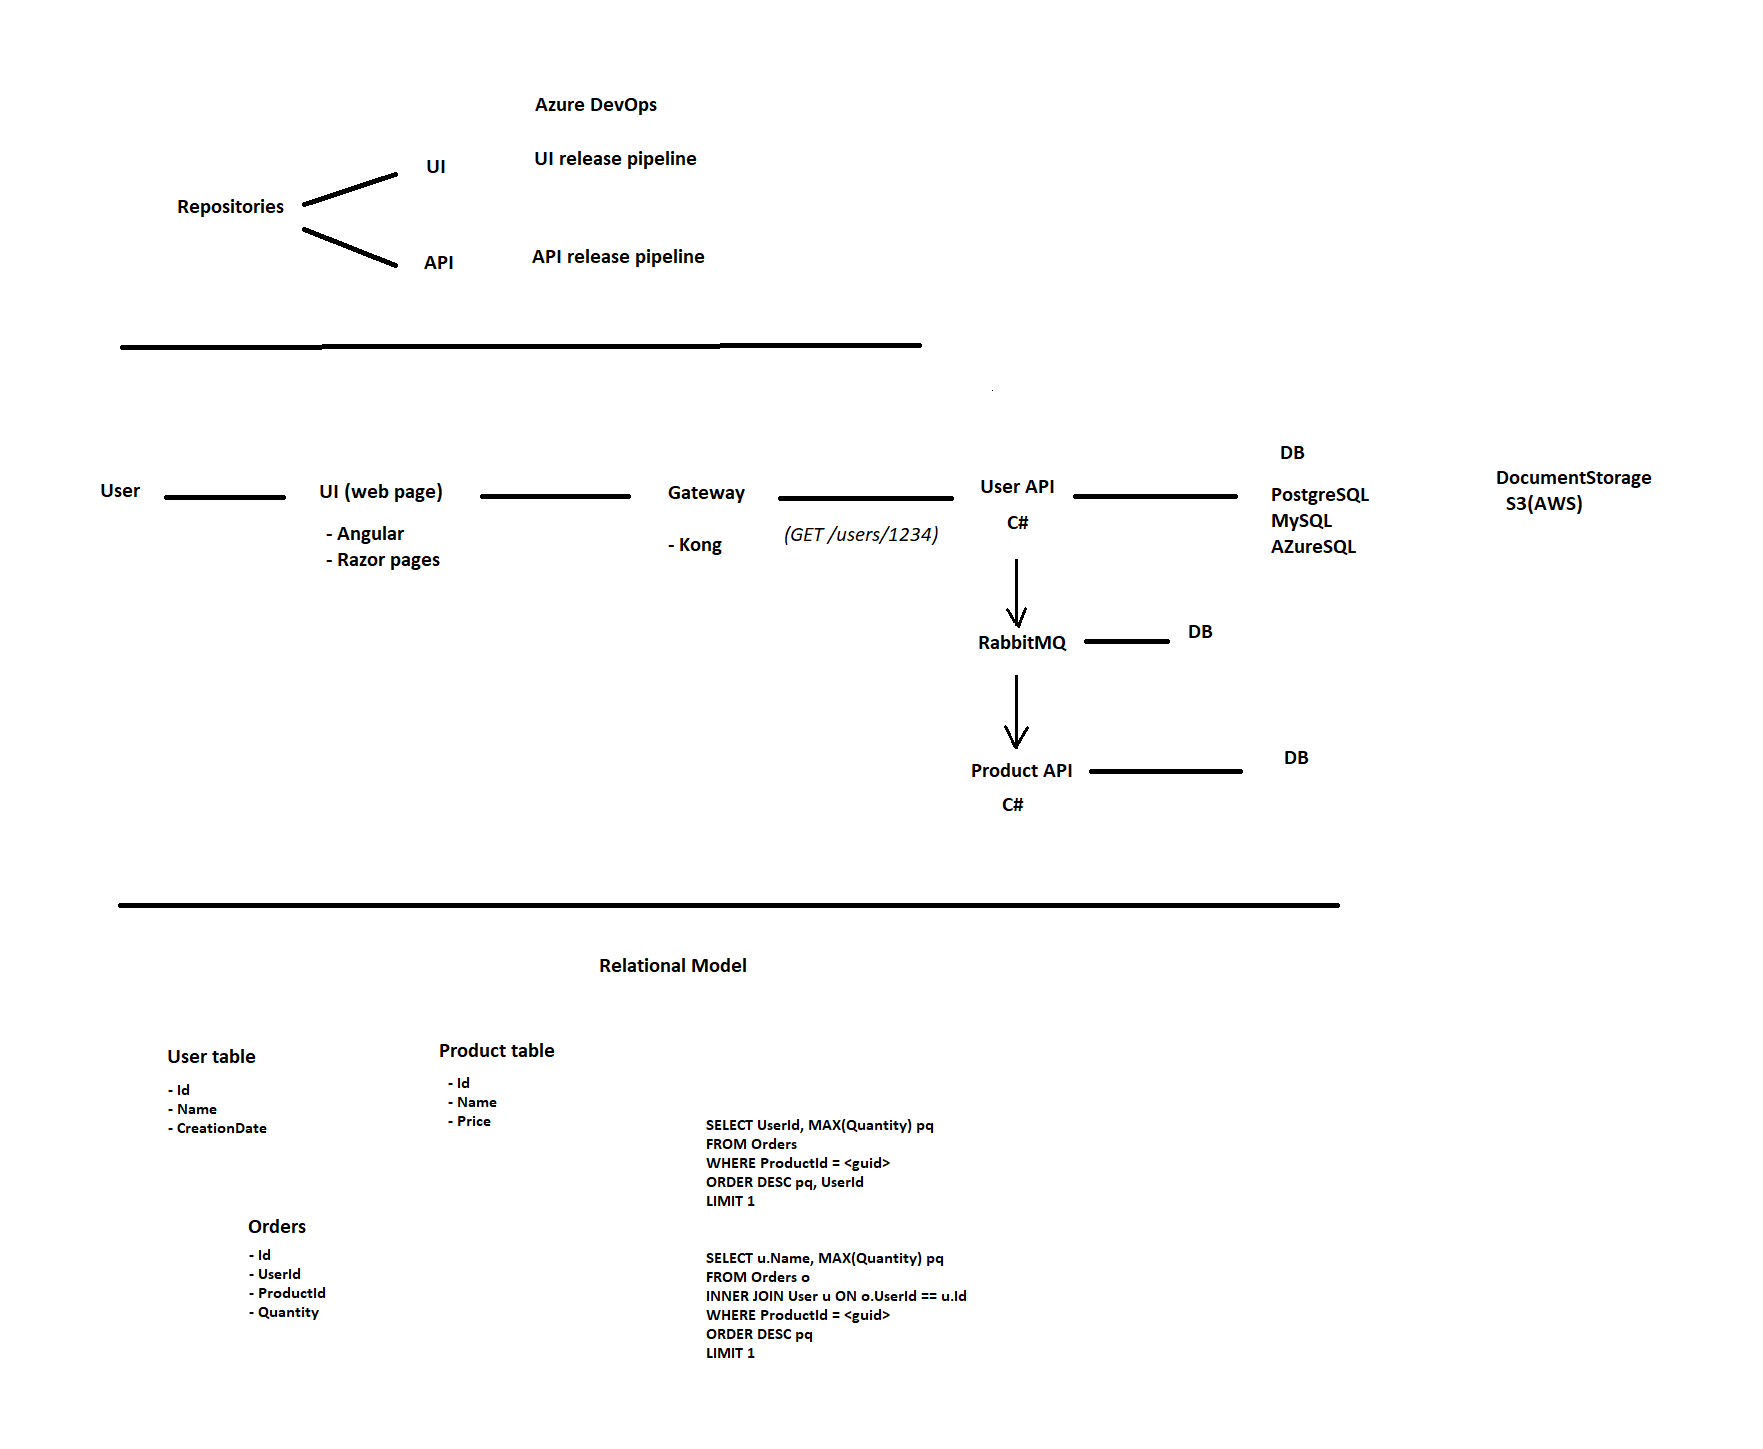 Azure DevOps
UI
UI release pipeline
Repositories
API
API release pipeline
User
UI (web page)
- Angular
- Razor pages
Gateway
- Kong
(GET /users/1234)
User API
C#
DB
PostgreSQL
MySQL
AZureSQL
DocumentStorage
S3(AWS)
RabbitMQ
DB
Product API
C#
DB
Relational Model
User table
- Id
- Name
- CreationDate
Product table
- Id
- Name
- Price
Orders
- Id
- UserId
- ProductId
- Quantity
SELECT UserId, MAX(Quantity) pq
FROM Orders
WHERE ProductId = <guid>
ORDER DESC pq, UserId
LIMIT 1
SELECT u.Name, MAX(Quantity) pq
FROM Orders o
INNER JOIN User u ON o.UserId == u.Id
WHERE ProductId = <guid>
ORDER DESC pq
LIMIT 1